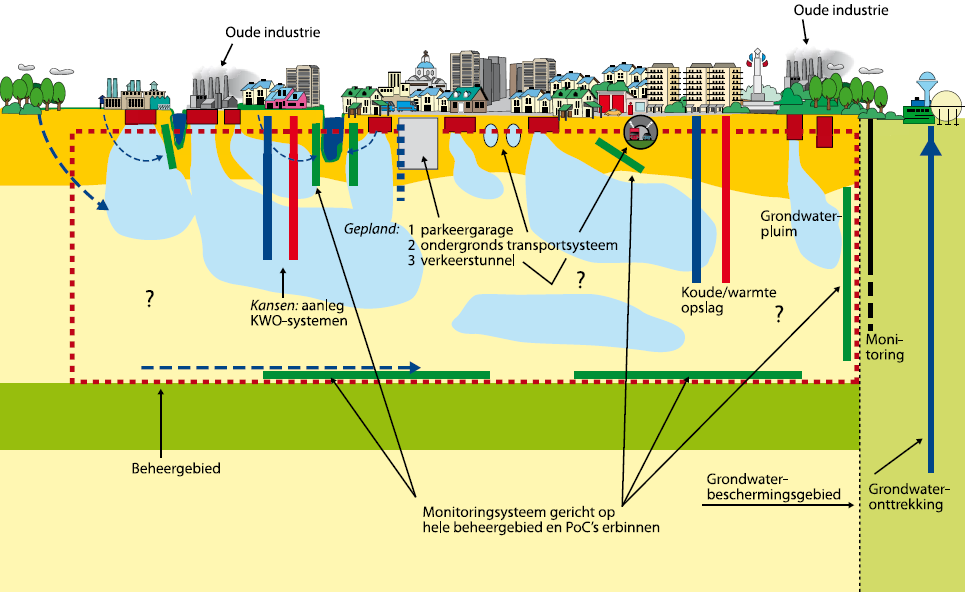 Oude industrie
Oude industrie
Gepland: 1 parkeergarage
2 ondergronds transportsysteem
3 verkeerstunnel
Grondwater-
pluim
?
?
?
Kansen: aanleg
KWO-systemen
Koude/warmte
opslag
Moni-
toring
Beheergebied
Grondwater-
beschermingsgebied
Grondwater-
onttrekking
Monitoringsysteem gericht op
hele beheergebied en PoC's erbinnen